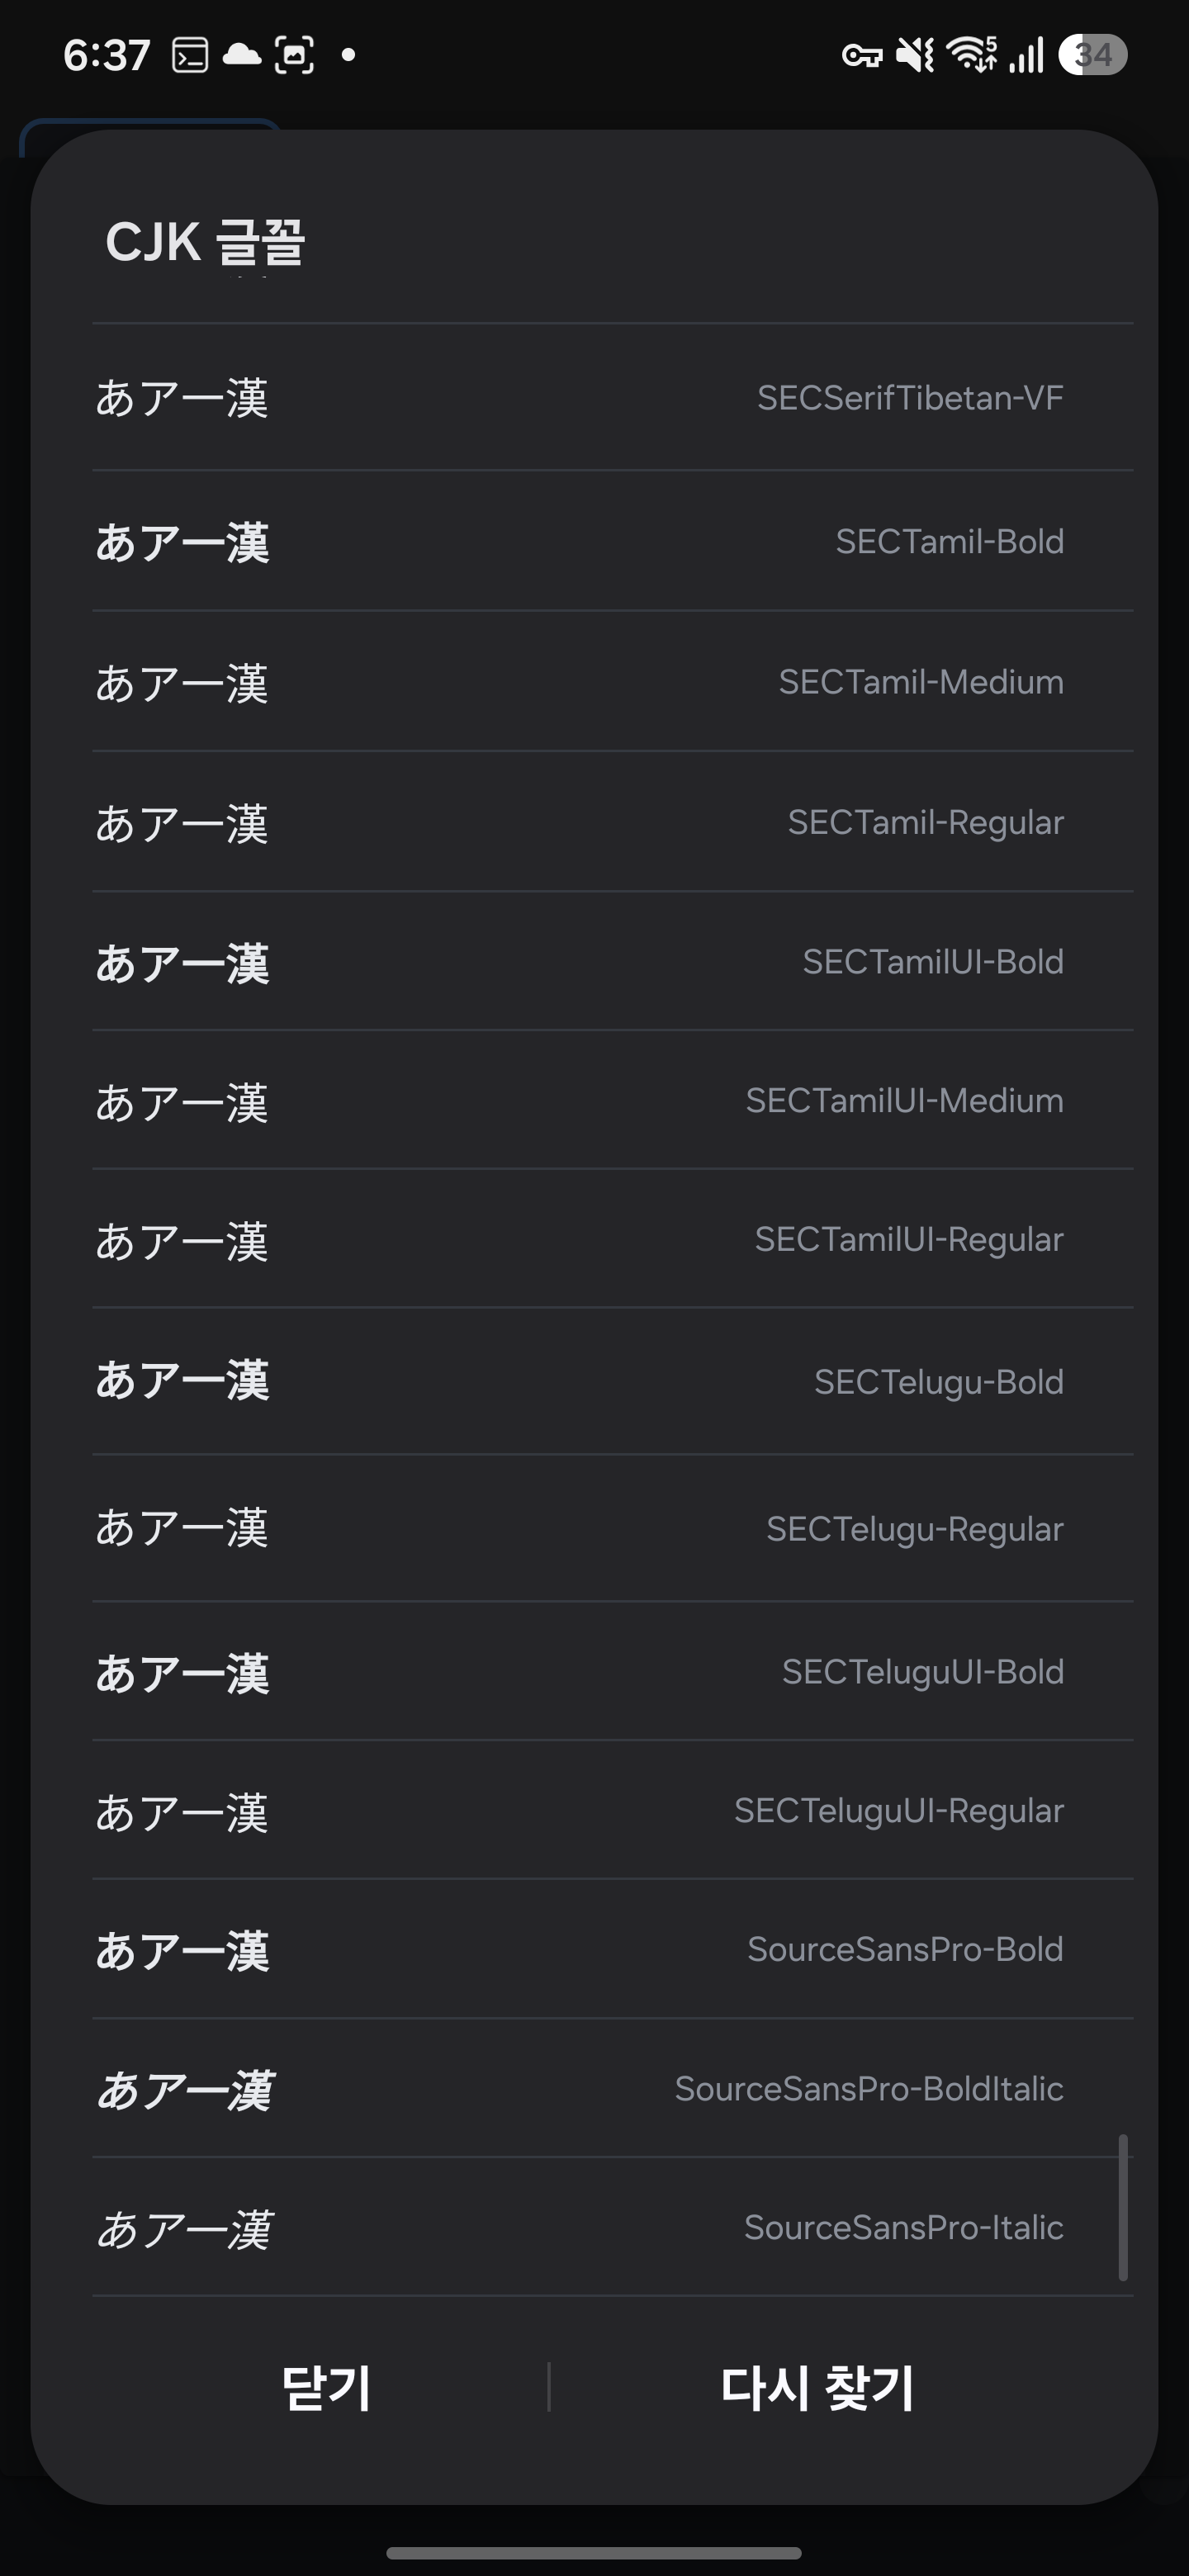 6:37
5
34
CJK 글꼴
あアー漢 SECSerifTibetan-VF
あアー漢 SECTamil-Bold
あアー漢 SECTamil-Medium
あアー漢 SECTamil-Regular
あアー漢 SECTamilUI-Bold
あアー漢 SECTamilUI-Medium
あアー漢 SECTamilUI-Regular
あアー漢 SECTelugu-Bold
あアー漢 SECTelugu-Regular
あアー漢 SECTeluguUI-Bold
あアー漢 SECTeluguUI-Regular
あアー漢 SourceSansPro-Bold
あアー漢 SourceSansPro-BoldItalic
あアー漢 SourceSansPro-Italic
닫기 다시 찾기